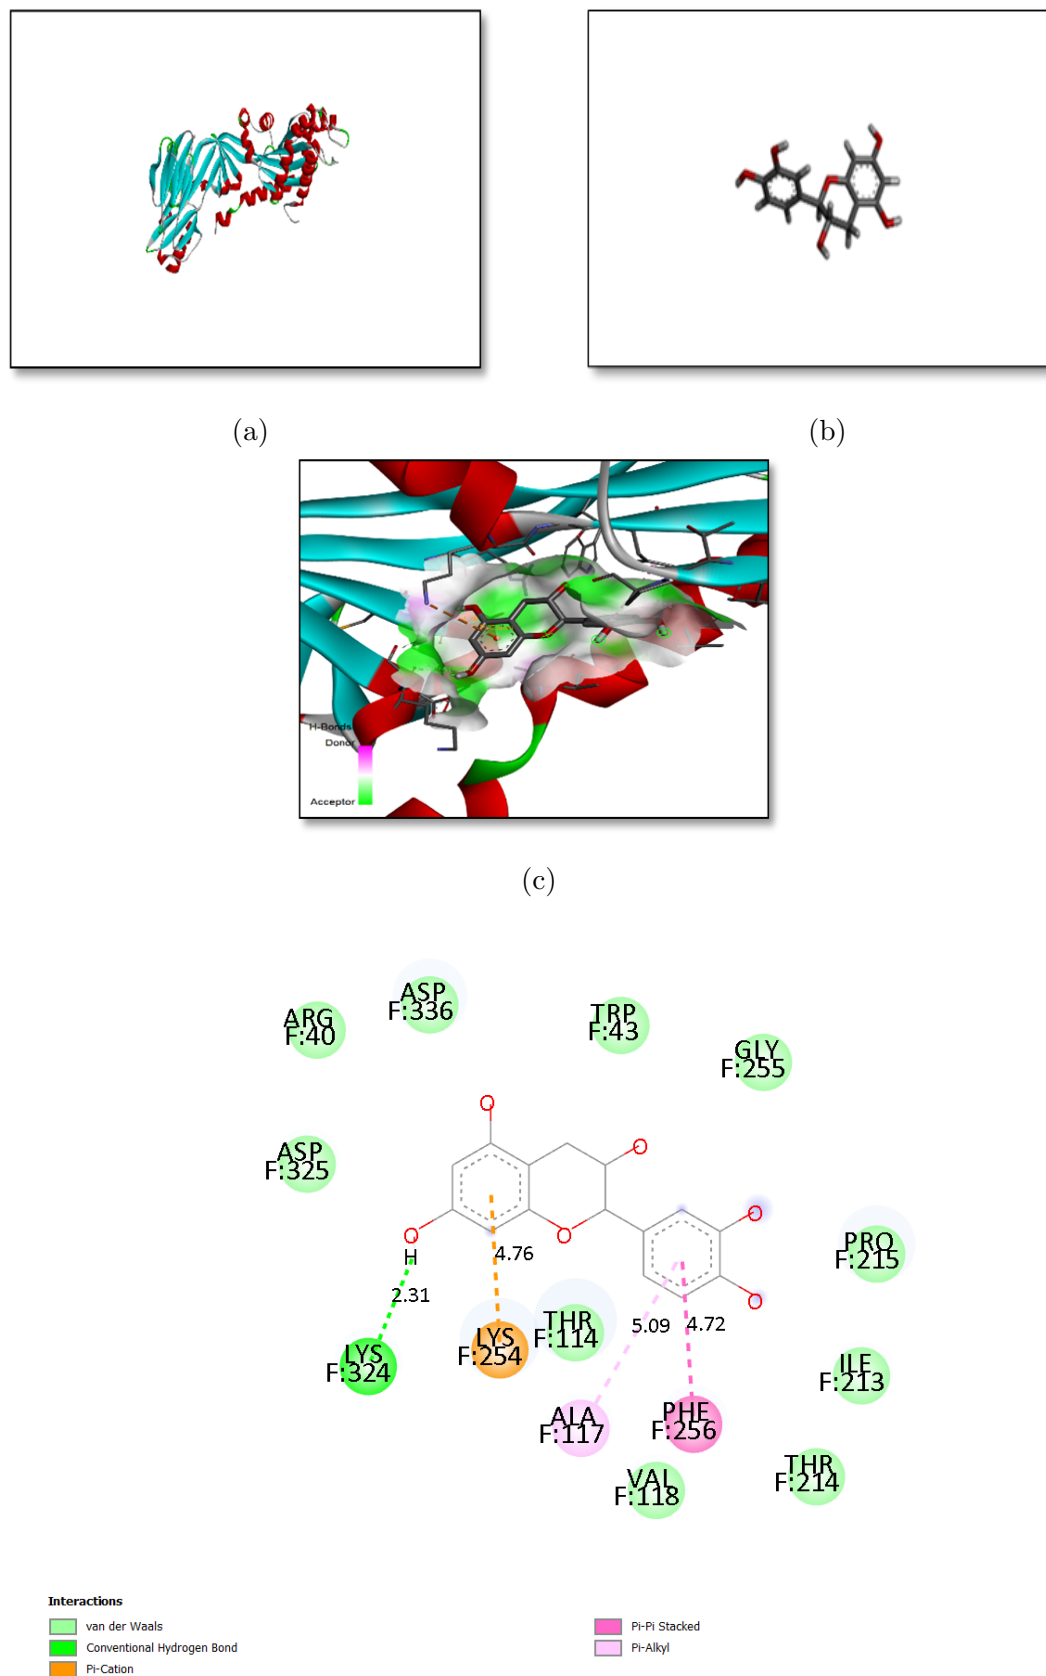 (a)
(b)
H-Bonds
Donor
Acceptor
(c)
ASP
F:336
ARG
F:40
TRP
F:43
GLY
F:255
O
O
ASP
F:325
O
O
O
H
4.76
PRO
F:215
2.31
O
THR
F:114
5.09
4.72
LYS
F:254
LYS
F:324
ILE
F:213
ALA
F:117
PHE
F:256
THR
F:214
VAL
F:118
Interactions
van der Waals
Conventional Hydrogen Bond
Pi-Cation
Pi-Pi Stacked
Pi-Alkyl